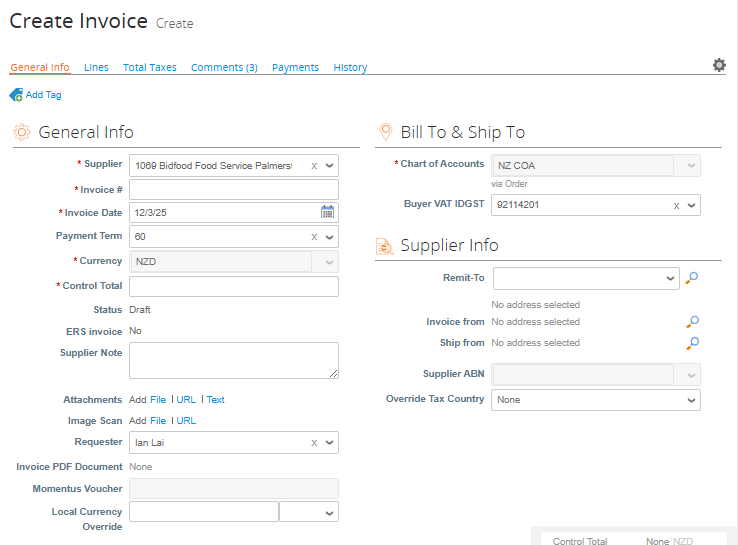 Create Invoice Create
General Info Lines Total Taxes Comments (3) Payments History
Add Tag
General Info
* Supplier 1069 Bidfood Food Service Palmerst x
* Invoice #
* Invoice Date 12/3/25
Payment Term 60 x
* Currency NZD
* Control Total
Status Draft
ERS invoice No
Supplier Note
Attachments Add File | URL | Text
Image Scan Add File | URL
Requester Ian Lai x
Invoice PDF Document None
Momentus Voucher
Local Currency
Override
Bill To & Ship To
* Chart of Accounts NZ COA
via Order
Buyer VAT IDGST 92114201 x
Supplier Info
Remit-To
No address selected
Invoice from No address selected
Ship from No address selected
Supplier ABN
Override Tax Country None
Control Total None NZD